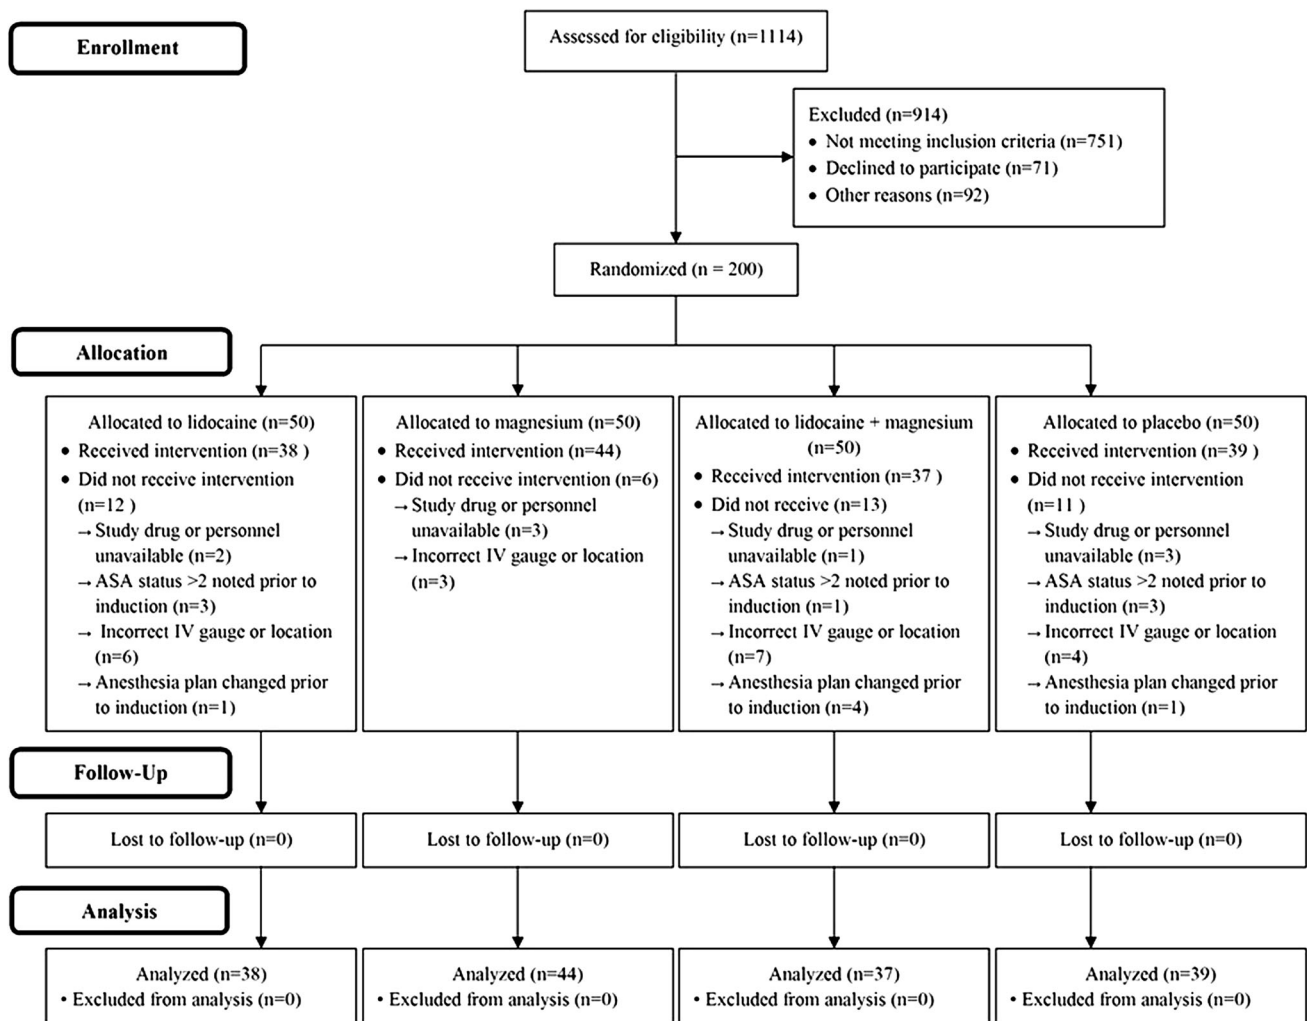 Enrollment
Assessed for eligibility (n=1114)
Excluded (n=914)
• Not meeting inclusion criteria (n=751)
• Declined to participate (n=71)
• Other reasons (n=92)
Randomized (n = 200)
Allocation
Allocated to lidocaine (n=50)
• Received intervention (n=38 )
• Did not receive intervention
(n=12 )
→ Study drug or personnel
unavailable (n=2)
→ ASA status >2 noted prior to
induction (n=3)
→ Incorrect IV gauge or location
(n=6)
→ Anesthesia plan changed prior
to induction (n=1)
Allocated to magnesium (n=50)
• Received intervention (n=44)
• Did not receive intervention (n=6)
→ Study drug or personnel
unavailable (n=3)
→ Incorrect IV gauge or location
(n=3)
Allocated to lidocaine + magnesium
(n=50)
• Received intervention (n=37 )
• Did not receive (n=13)
→ Study drug or personnel
unavailable (n=1)
→ ASA status >2 noted prior to
induction (n=1)
→ Incorrect IV gauge or location
(n=7)
→ Anesthesia plan changed prior
to induction (n=4)
Allocated to placebo (n=50)
• Received intervention (n=39 )
• Did not receive intervention
(n=11 )
→ Study drug or personnel
unavailable (n=3)
→ ASA status >2 noted prior to
induction (n=3)
→ Incorrect IV gauge or location
(n=4)
→ Anesthesia plan changed prior
to induction (n=1)
Follow-Up
Lost to follow-up (n=0)
Lost to follow-up (n=0)
Lost to follow-up (n=0)
Lost to follow-up (n=0)
Analysis
Analyzed (n=38)
• Excluded from analysis (n=0)
Analyzed (n=44)
• Excluded from analysis (n=0)
Analyzed (n=37)
• Excluded from analysis (n=0)
Analyzed (n=39)
• Excluded from analysis (n=0)